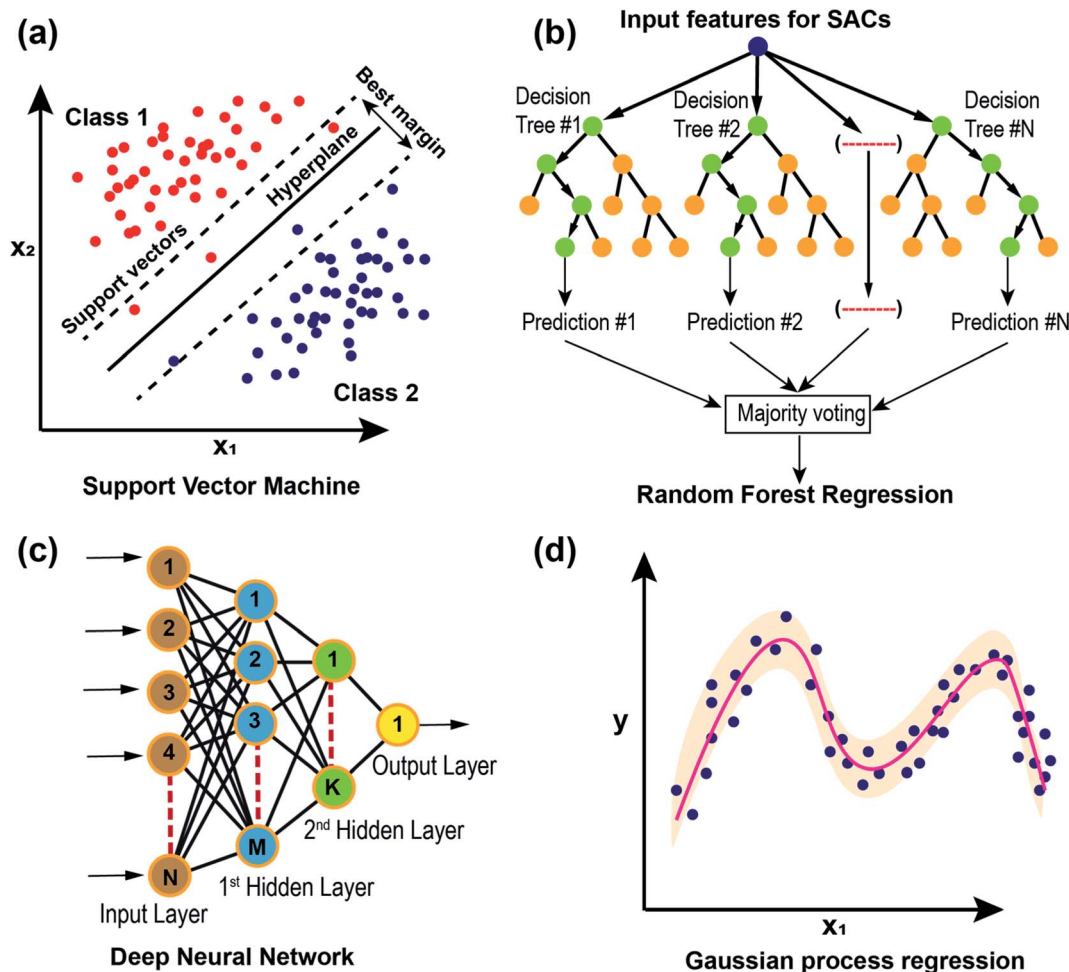 (a)
Class 1
Best margin
Hyperplane
Support vectors
x₂
Class 2
x₁
Support Vector Machine
(b)
Input features for SACs
Decision
Tree #1
Decision
Tree #2
Decision
Tree #N
(--------)
(--------)
Prediction #1
Prediction #2
Prediction #N
Majority voting
Random Forest Regression
(c)
1
2
3
4
N
1
2
3
M
1
K
1
Output Layer
2nd Hidden Layer
1st Hidden Layer
Input Layer
Deep Neural Network
(d)
y
x₁
Gaussian process regression